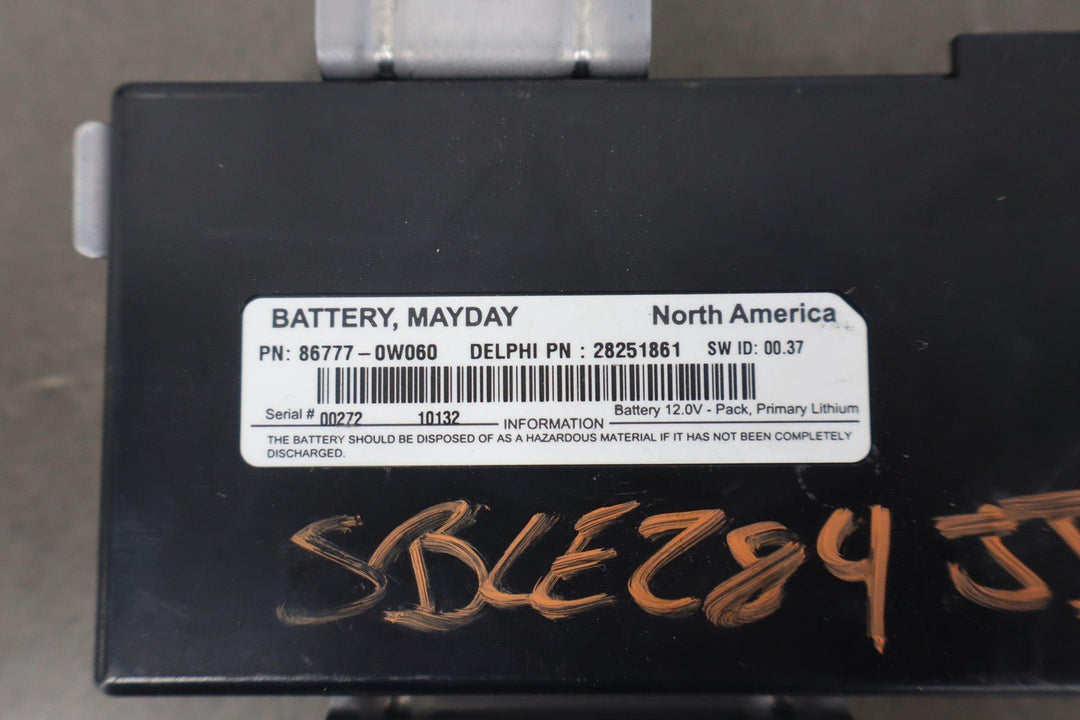 BATTERY, MAYDAY North America
PN: 86777-0W060 DELPHI PN : 28251861 SW ID: 00.37
Serial # 00272 10132 Battery 12.0V - Pack, Primary Lithium
INFORMATION
THE BATTERY SHOULD BE DISPOSED OF AS A HAZARDOUS MATERIAL IF IT HAS NOT BEEN COMPLETELY
DISCHARGED.
SBLE284